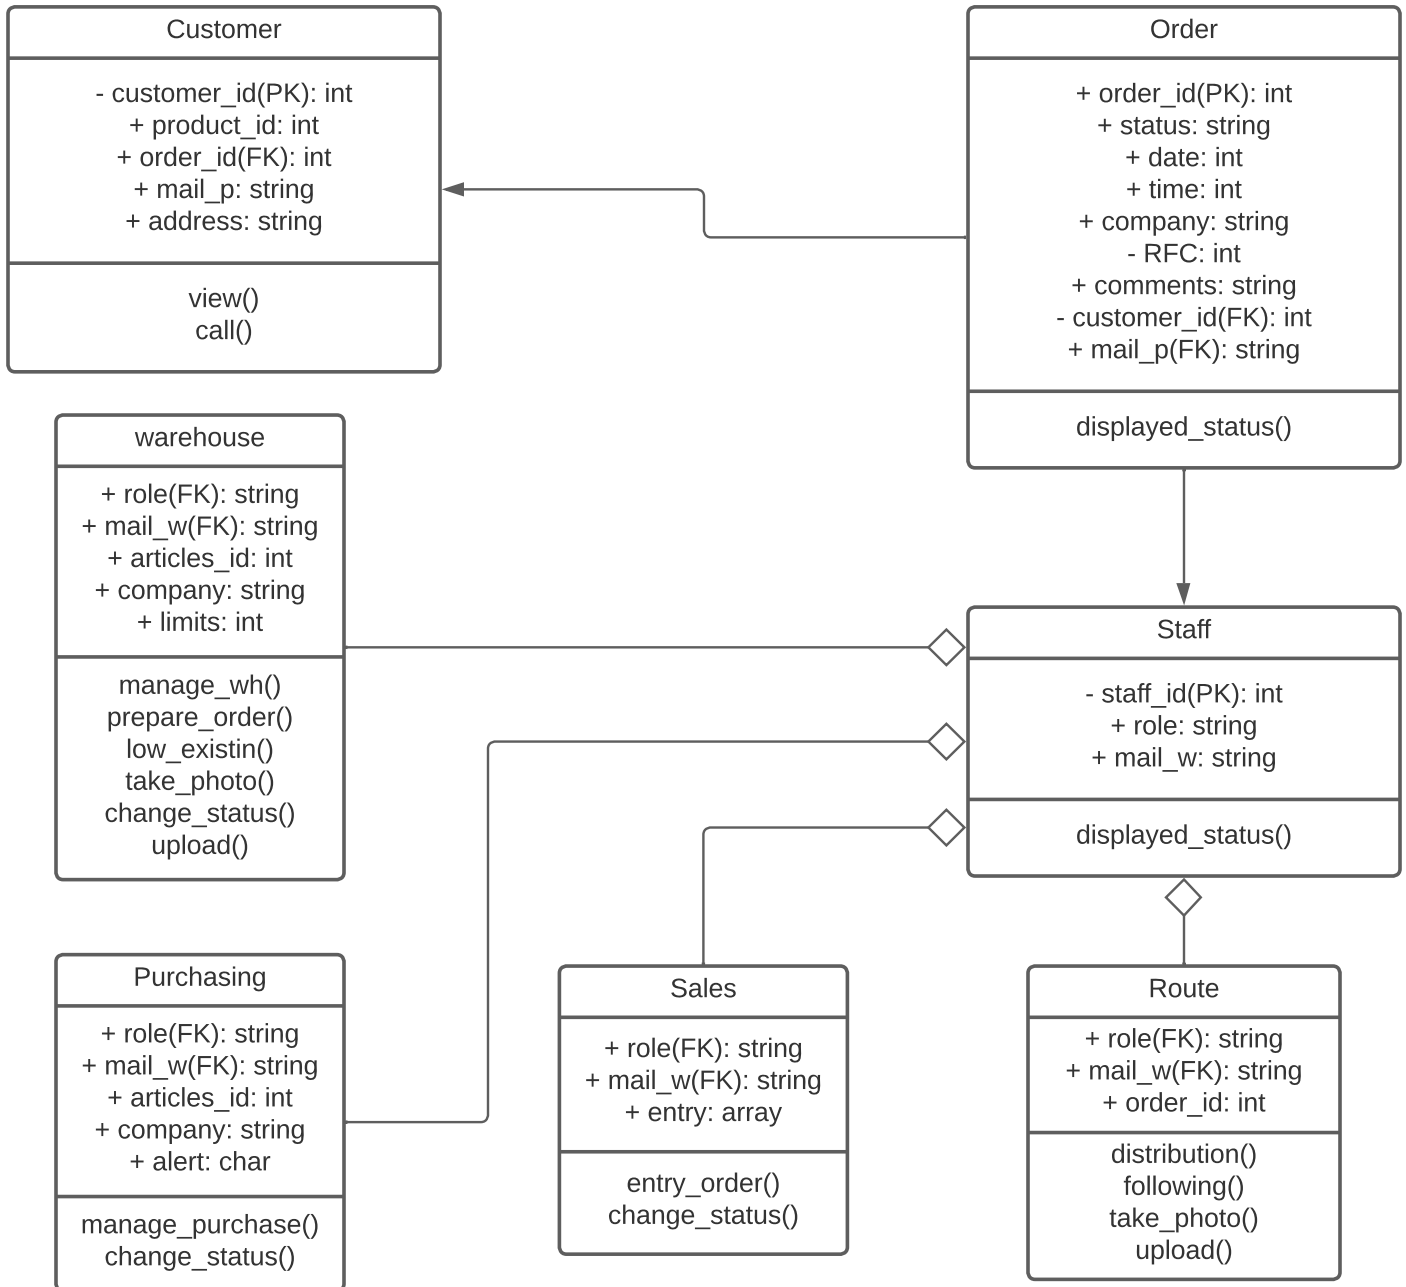 Customer
- customer_id(PK): int
+ product_id: int
+ order_id(FK): int
+ mail_p: string
+ address: string
view()
call()
Order
+ order_id(PK): int
+ status: string
+ date: int
+ time: int
+ company: string
- RFC: int
+ comments: string
- customer_id(FK): int
+ mail_p(FK): string
displayed_status()
warehouse
+ role(FK): string
+ mail_w(FK): string
+ articles_id: int
+ company: string
+ limits: int
manage_wh()
prepare_order()
low_existin()
take_photo()
change_status()
upload()
Staff
- staff_id(PK): int
+ role: string
+ mail_w: string
displayed_status()
Purchasing
+ role(FK): string
+ mail_w(FK): string
+ articles_id: int
+ company: string
+ alert: char
manage_purchase()
change_status()
Sales
+ role(FK): string
+ mail_w(FK): string
+ entry: array
entry_order()
change_status()
Route
+ role(FK): string
+ mail_w(FK): string
+ order_id: int
distribution()
following()
take_photo()
upload()